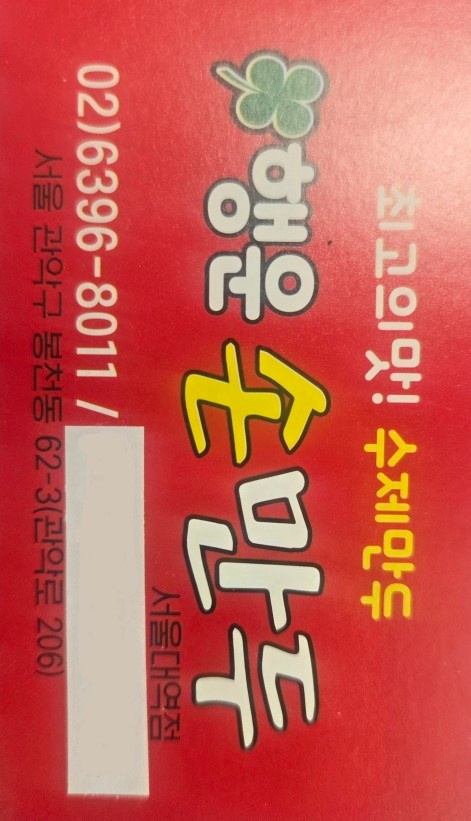 최고의맛! 수제만두
행운 손만두
서울대역점
02)6396-8011 /
서울 관악구 봉천동 62-3(관악로 206)